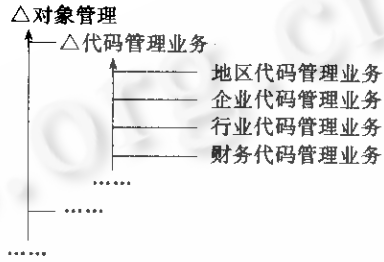 △对象管理
△代码管理业务
地区代码管理业务
企业代码管理业务
行业代码管理业务
财务代码管理业务
……
……
……